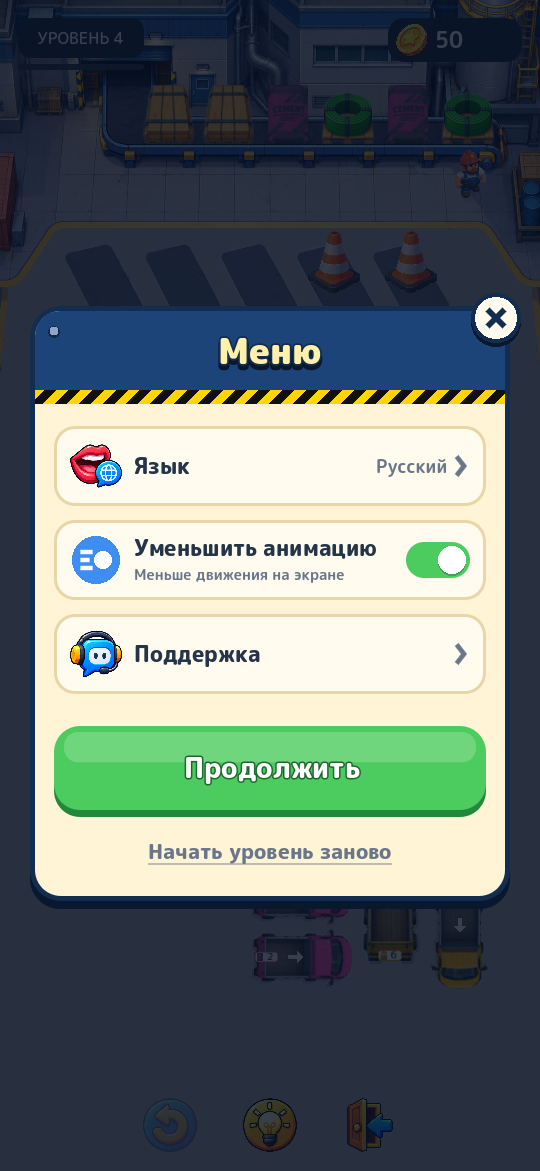 УРОВЕНЬ 4
50
Меню
Язык
Русский
Уменьшить анимацию
Меньше движения на экране
Поддержка
Продолжить
Начать уровень заново